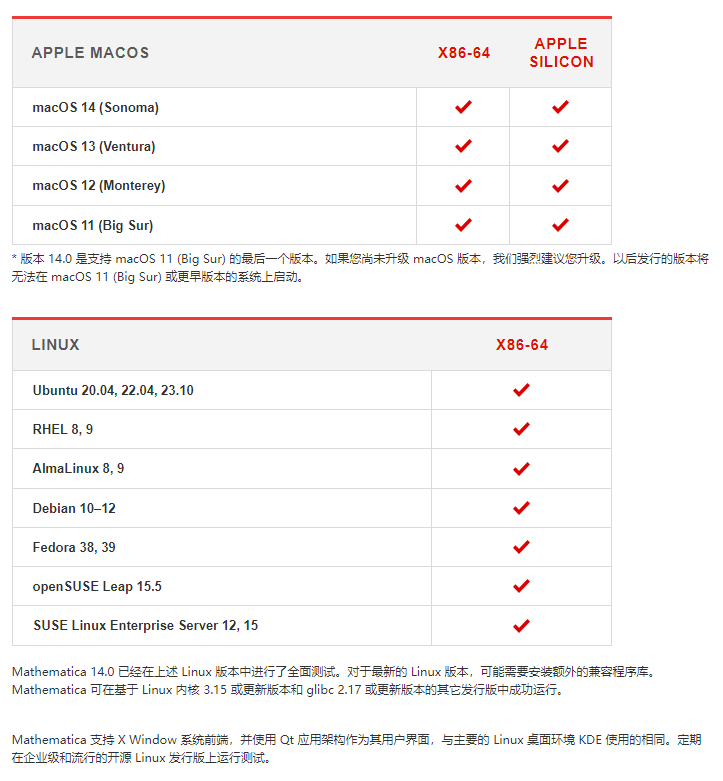 APPLE MACOS X86-64 APPLE SILICON
macOS 14 (Sonoma)
macOS 13 (Ventura)
macOS 12 (Monterey)
macOS 11 (Big Sur)
* 版本 14.0 是支持 macOS 11 (Big Sur) 的最后一个版本。如果您尚未升级 macOS 版本，我们强烈建议您升级。以后发行的版本将
无法在 macOS 11 (Big Sur) 或更早版本的系统上启动。
LINUX X86-64
Ubuntu 20.04, 22.04, 23.10
RHEL 8, 9
AlmaLinux 8, 9
Debian 10–12
Fedora 38, 39
openSUSE Leap 15.5
SUSE Linux Enterprise Server 12, 15
Mathematica 14.0 已经在上述 Linux 版本中进行了全面测试。对于最新的 Linux 版本，可能需要安装额外的兼容程序库。
Mathematica 可在基于 Linux 内核 3.15 或更新版本和 glibc 2.17 或更新版本的其它发行版中成功运行。
Mathematica 支持 X Window 系统前端，并使用 Qt 应用架构作为其用户界面，与主要的 Linux 桌面环境 KDE 使用的相同。定期
在企业级和流行的开源 Linux 发行版上运行测试。